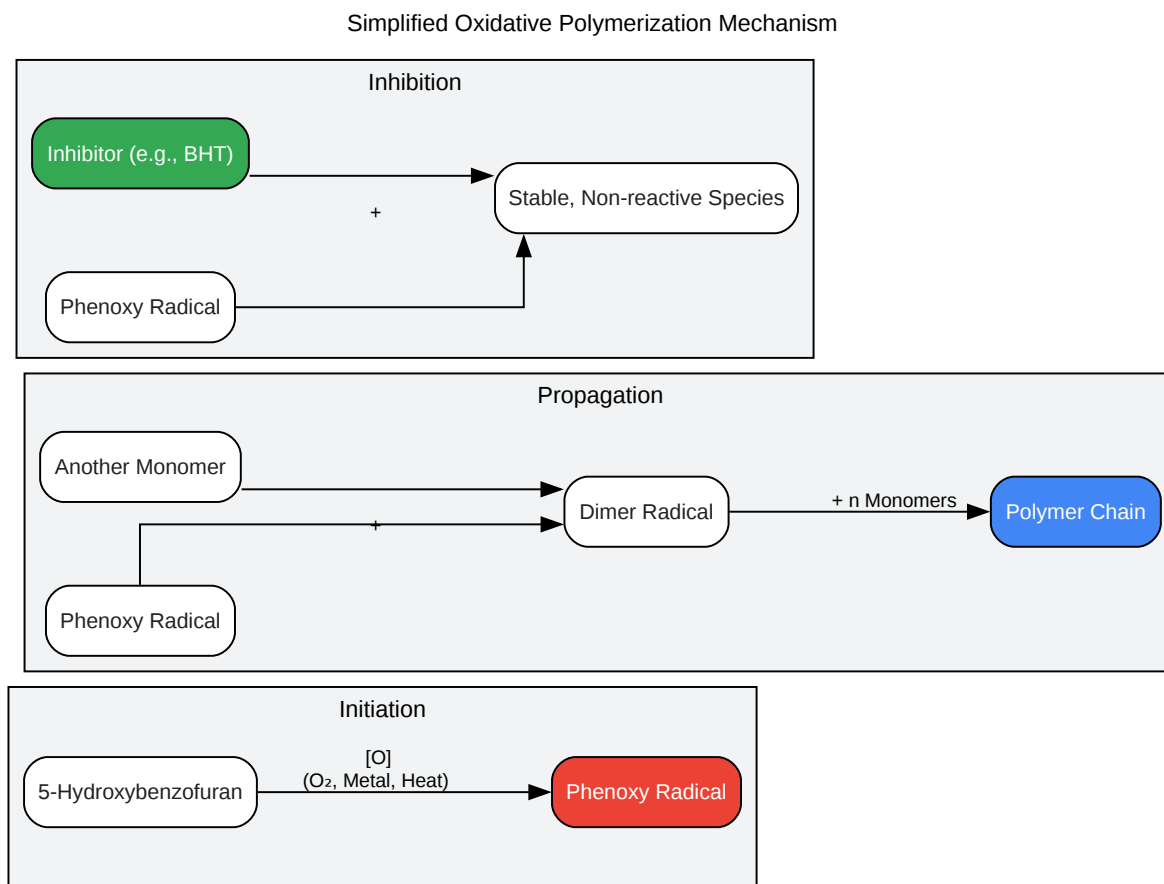 Simplified Oxidative Polymerization Mechanism
Inhibition
Inhibitor (e.g., BHT)
Stable, Non-reactive Species
+
Phenoxy Radical
Propagation
Another Monomer
Dimer Radical
+ n Monomers
Polymer Chain
+
Phenoxy Radical
Initiation
5-Hydroxybenzofuran
[O]
(O₂, Metal, Heat)
Phenoxy Radical